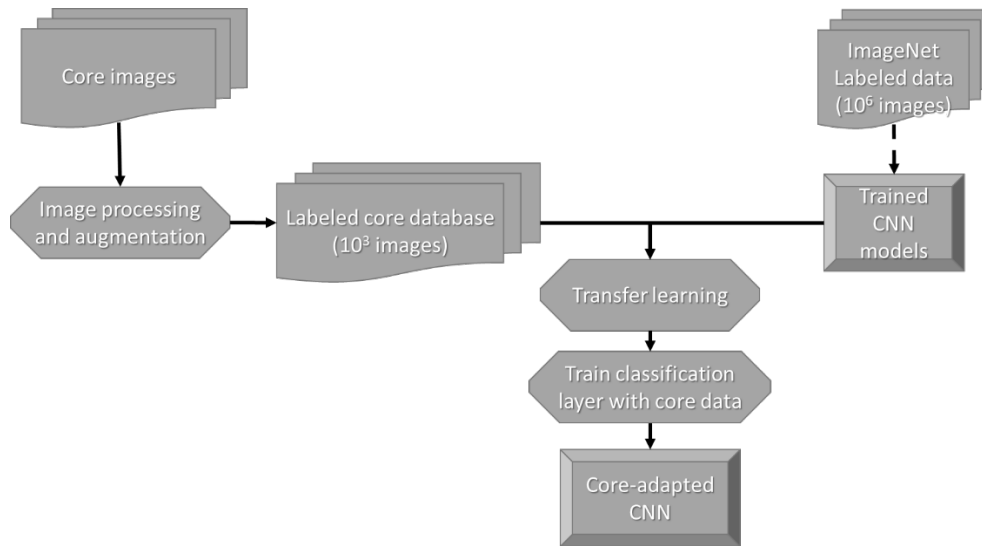 Core images
ImageNet
Labeled data
(10⁶ images)
Image processing
and augmentation
Labeled core database
(10³ images)
Trained
CNN
models
Transfer learning
Train classification
layer with core data
Core-adapted
CNN